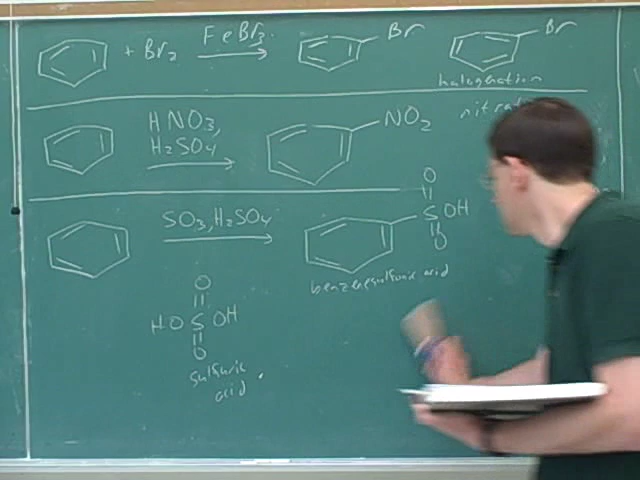 + Br₂ FeBr₃ Br Br
halogenation
HNO₃,
H₂SO₄ NO₂
SO₃, H₂SO₄ O
S OH
O
benzenesulfonic acid
O
HO S OH
O
sulfuric
acid